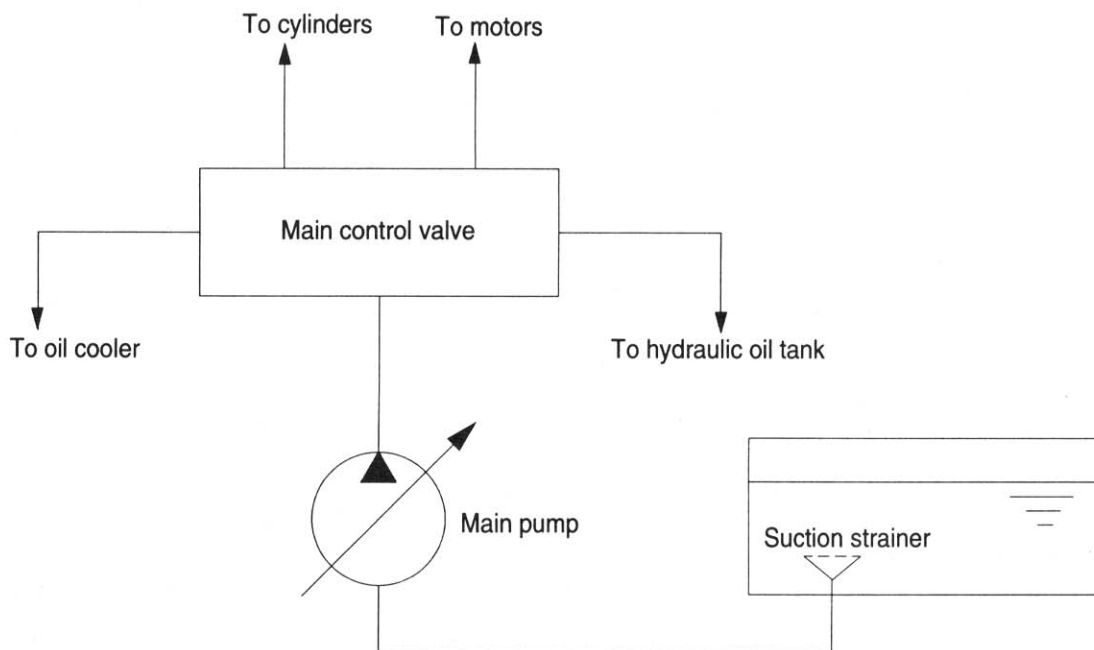 To cylinders
To motors
Main control valve
To oil cooler
To hydraulic oil tank
Main pump
Suction strainer